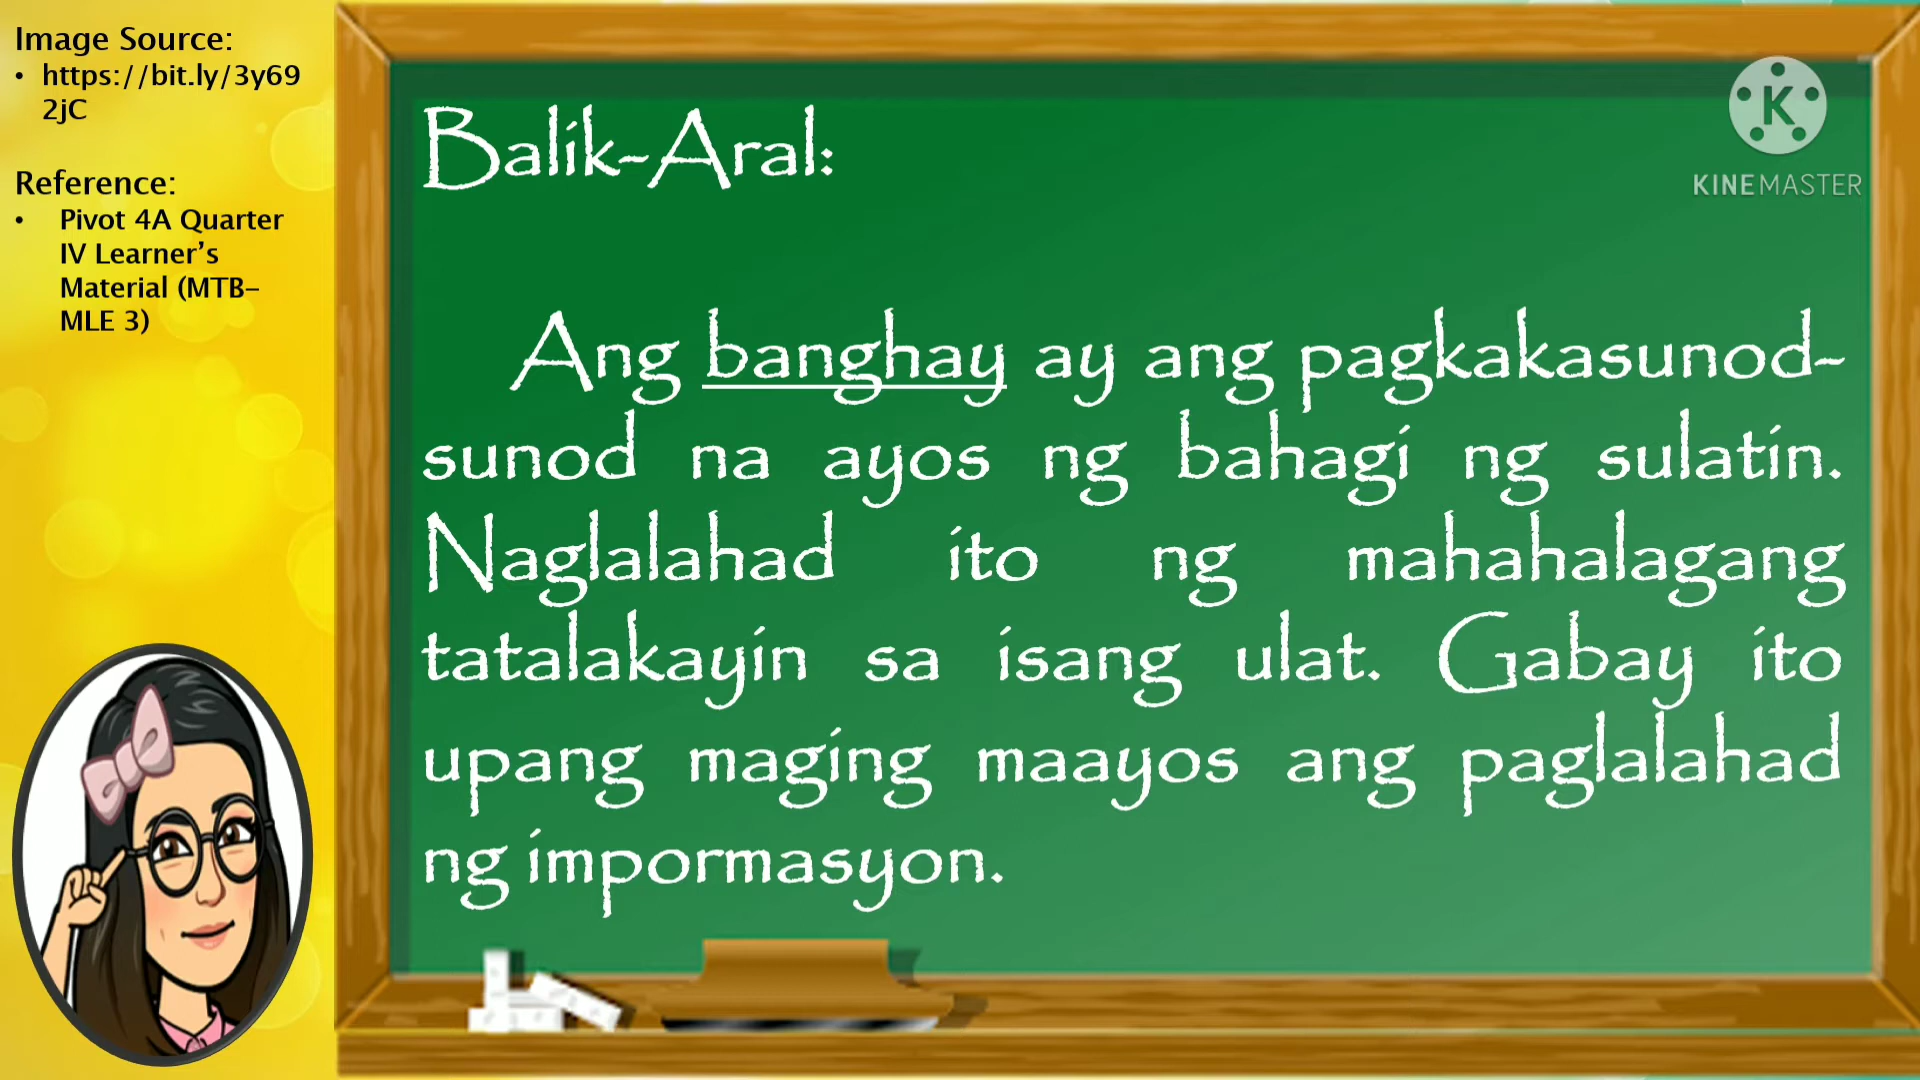 Image Source:
• https://bit.ly/3y69
2jC
Reference:
• Pivot 4A Quarter
IV Learner’s
Material (MTB-
MLE 3)
Balik-Aral:
Ang banghay ay ang pagkakasunod-
sunod na ayos ng bahagi ng sulatin.
Naglalahad ito ng mahahalagang
tatalakayin sa isang ulat. Gabay ito
upang maging maayos ang paglalahad
ng impormasyon.
K
KINEMASTER